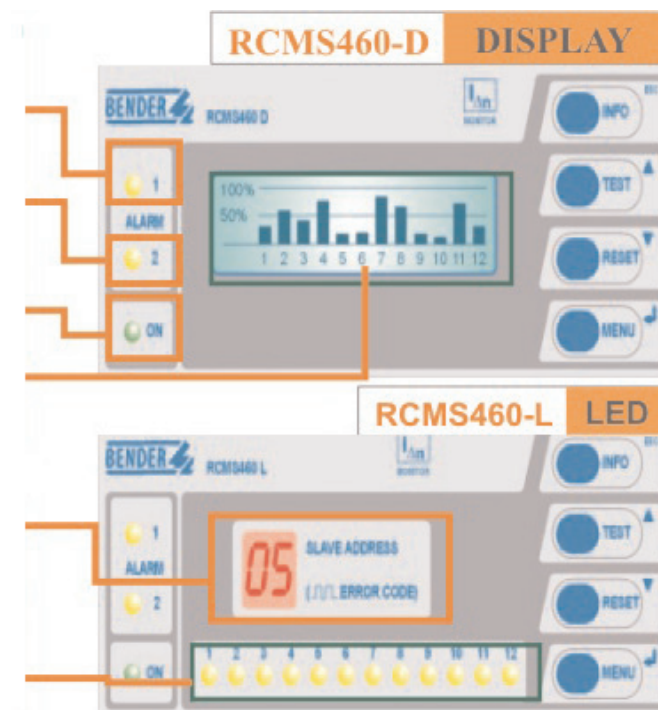 RCMS460-D DISPLAY
BENDER RCMS460 D
MONITOR
INFO
1
ALARM
2
ON
100%
50%
1 2 3 4 5 6 7 8 9 10 11 12
TEST
RESET
MENU
RCMS460-L LED
BENDER RCMS460 L
MONITOR
INFO
1
ALARM
2
ON
05 SLAVE ADDRESS
ERROR CODE)
1 2 3 4 5 6 7 8 9 10 11 12
TEST
RESET
MENU